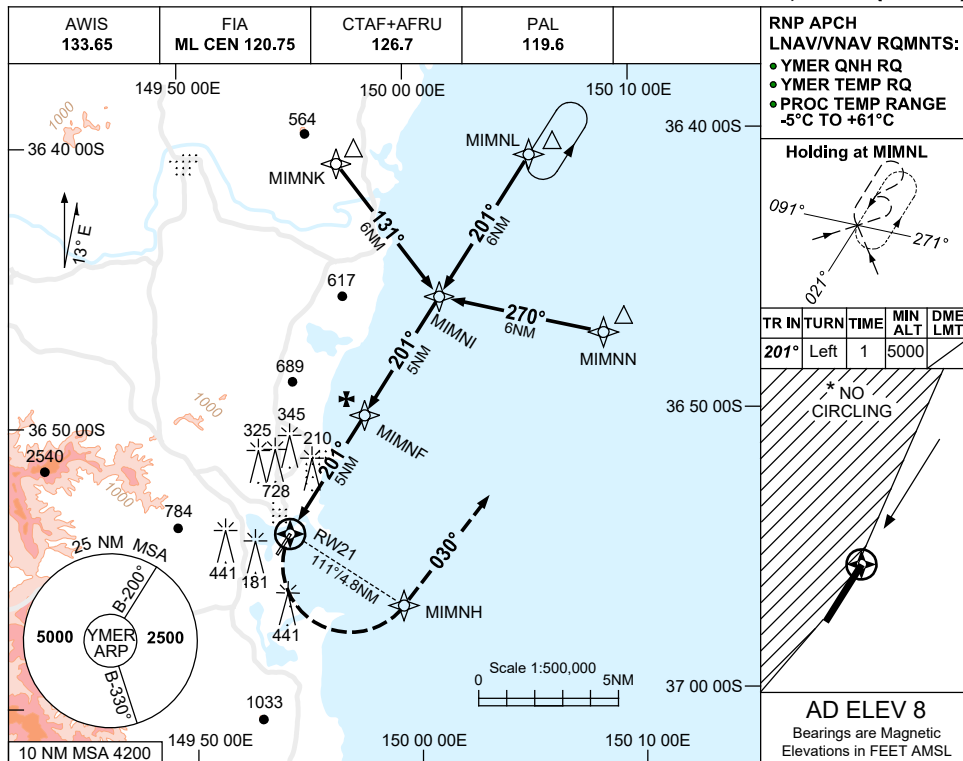 AWIS
133.65
FIA
ML CEN 120.75
CTAF+AFRU
126.7
PAL
119.6
RNP APCH
LNAV/VNAV RQMNTS:
YMER QNH RQ
YMER TEMP RQ
PROC TEMP RANGE
-5°C TO +61°C
149 50 00E
150 00 00E
150 10 00E
1000
564
36 40 00S
36 40 00S
MIMNL
MIMNK
13° E
131°
6NM
201°
6NM
617
MIMNI
270°
6NM
MIMNN
Holding at MIMNL
091°
271°
021°
TR IN
TURN
TIME
MIN
ALT
DME
LMT
201°
Left
1
5000
201°
5NM
689
1000
345
325
210
728
MIMNF
36 50 00S
36 50 00S
2540
1000
201°
5NM
784
RW21
111°/4.8NM
030°
441
181
441
MIMNH
* NO
CIRCLING
25 NM MSA
B-200°
5000
YMER
ARP
2500
B-330°
1033
Scale 1:500,000
0
5NM
37 00 00S
149 50 00E
150 00 00E
150 10 00E
10 NM MSA 4200
AD ELEV 8
Bearings are Magnetic
Elevations in FEET AMSL